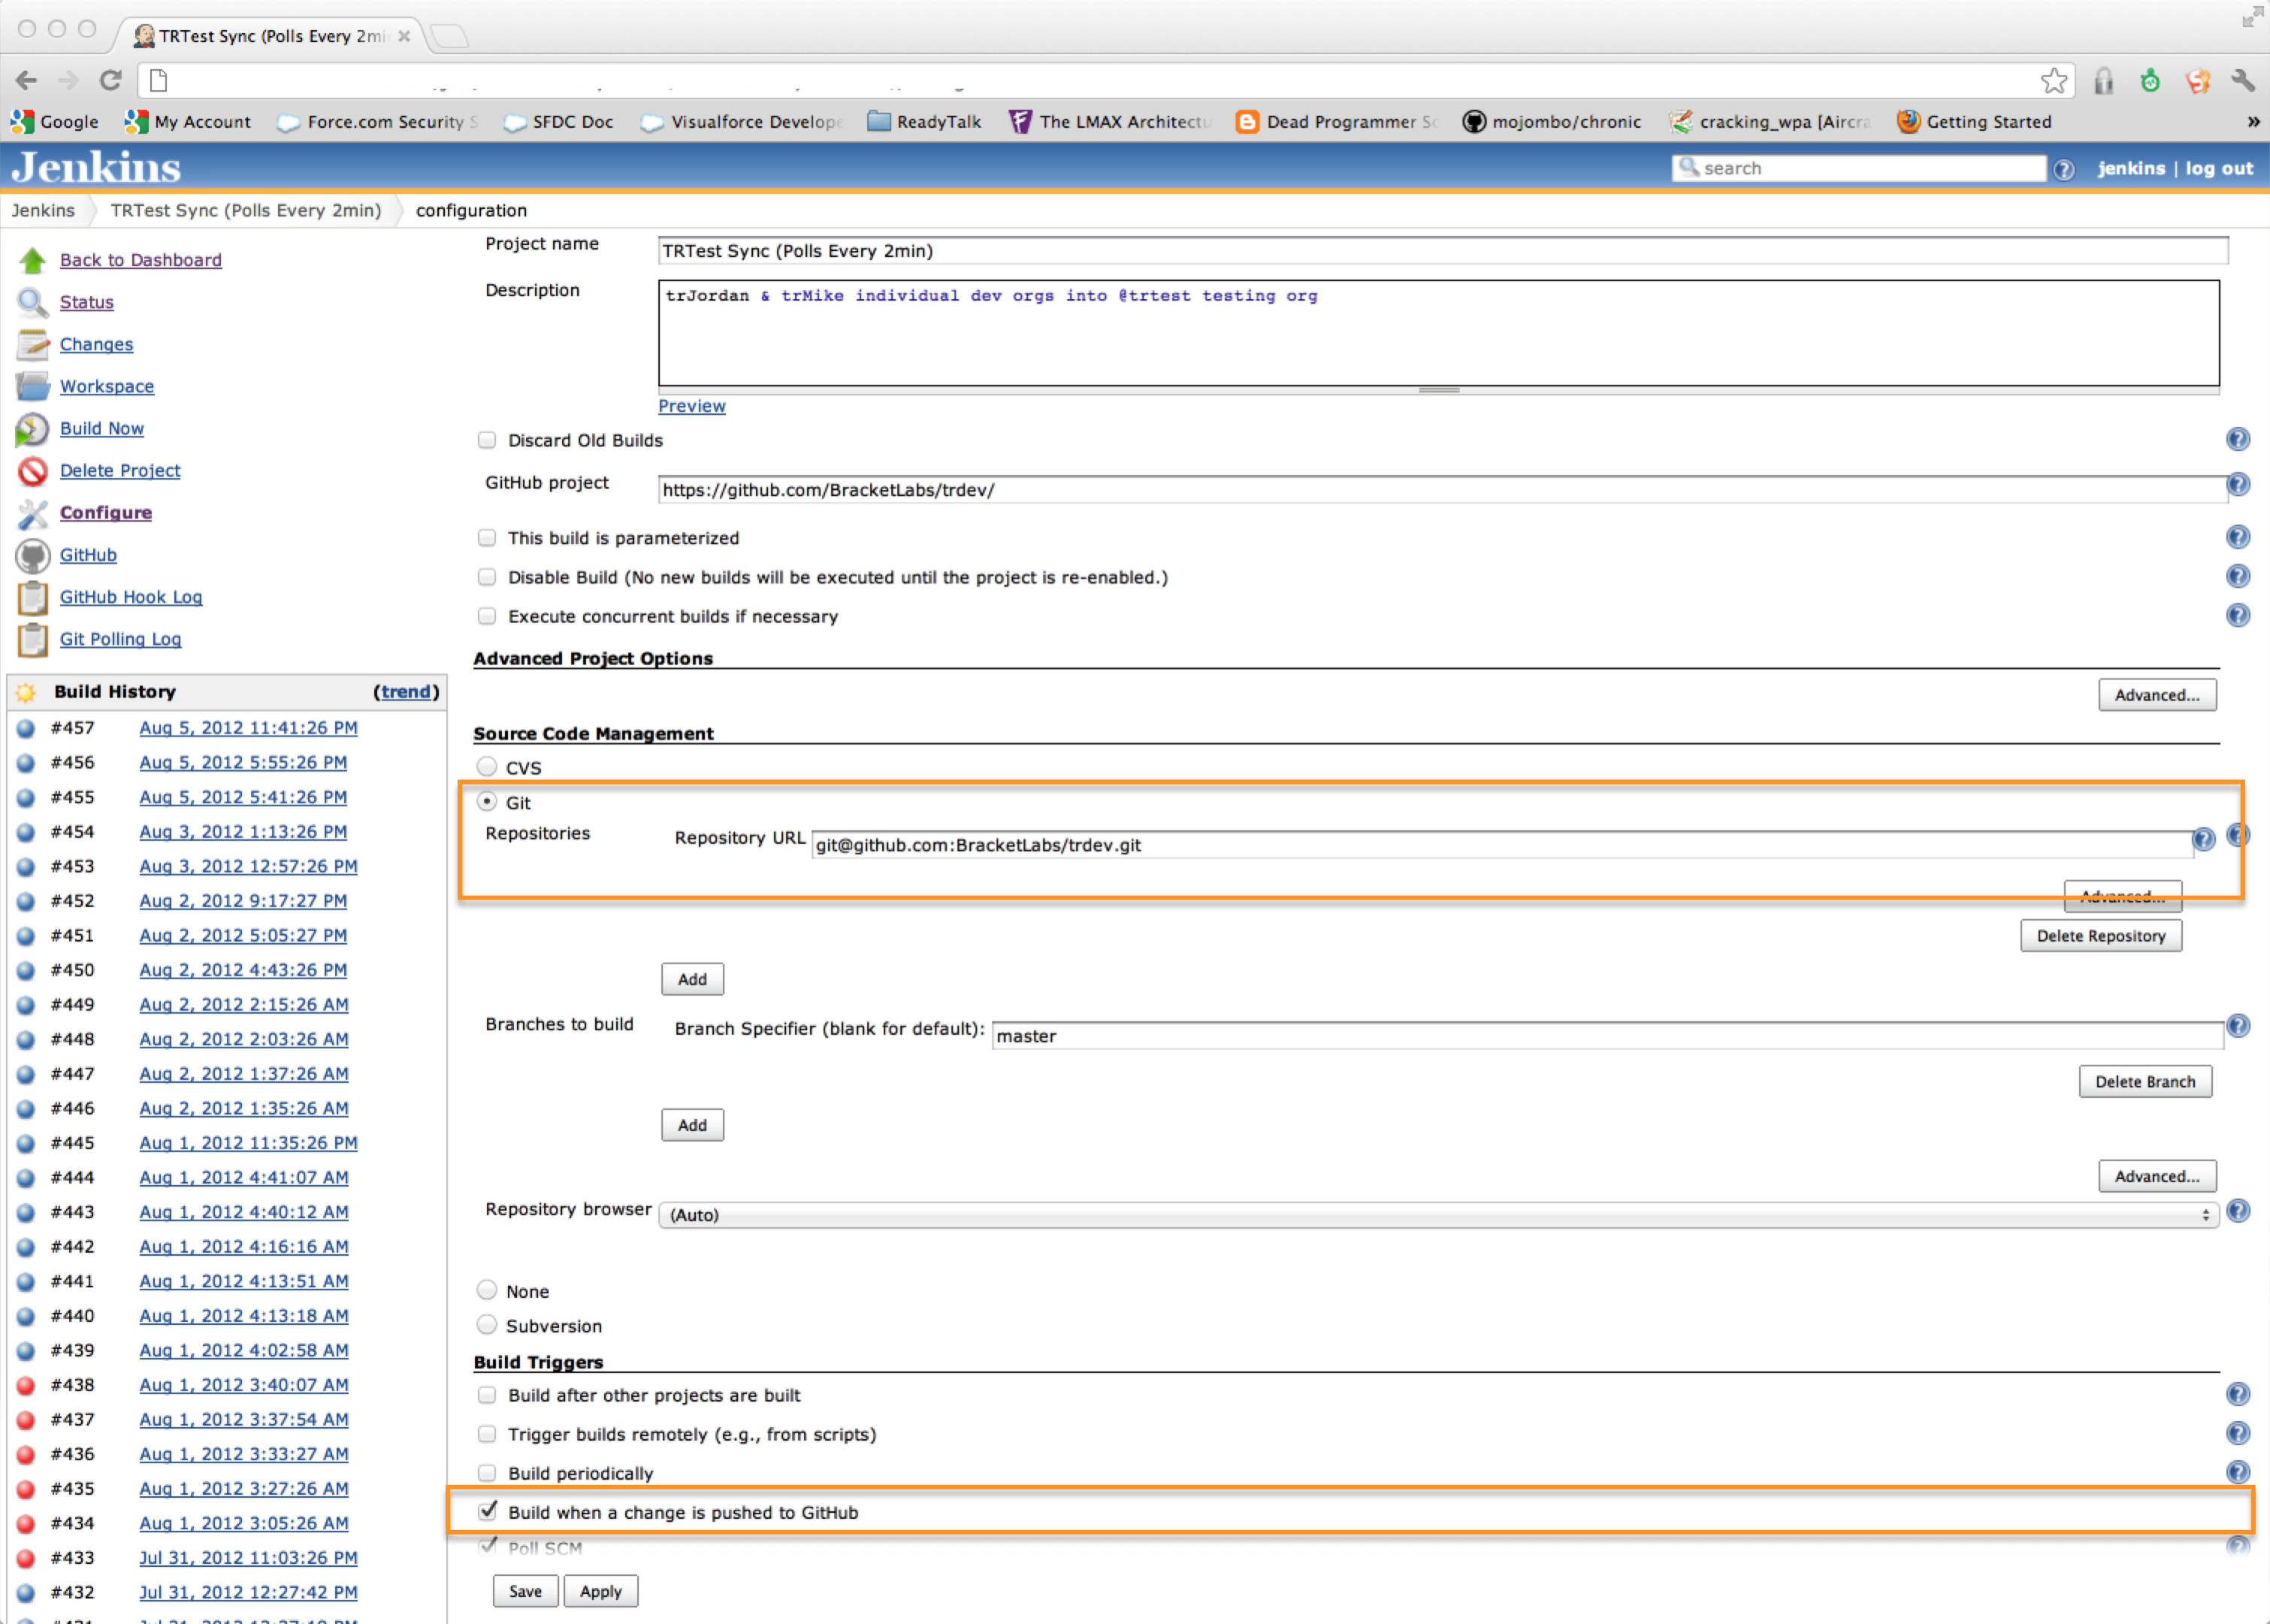 TRTest Sync (Polls Every 2mi
Google My Account Force.com Security S SFDC Doc Visualforce Develope ReadyTalk The LMAX Architectu Dead Programmer So mojombo/chronic cracking_wpa [Aircra Getting Started »
Jenkins
search jenkins | log out
Jenkins TRTest Sync (Polls Every 2min) configuration
Back to Dashboard
Status
Changes
Workspace
Build Now
Delete Project
Configure
GitHub
GitHub Hook Log
Git Polling Log
Build History (trend)
#457 Aug 5, 2012 11:41:26 PM
#456 Aug 5, 2012 5:55:26 PM
#455 Aug 5, 2012 5:41:26 PM
#454 Aug 3, 2012 1:13:26 PM
#453 Aug 3, 2012 12:57:26 PM
#452 Aug 2, 2012 9:17:27 PM
#451 Aug 2, 2012 5:05:27 PM
#450 Aug 2, 2012 4:43:26 PM
#449 Aug 2, 2012 2:15:26 AM
#448 Aug 2, 2012 2:03:26 AM
#447 Aug 2, 2012 1:37:26 AM
#446 Aug 2, 2012 1:35:26 AM
#445 Aug 1, 2012 11:35:26 PM
#444 Aug 1, 2012 4:41:07 AM
#443 Aug 1, 2012 4:40:12 AM
#442 Aug 1, 2012 4:16:16 AM
#441 Aug 1, 2012 4:13:51 AM
#440 Aug 1, 2012 4:13:18 AM
#439 Aug 1, 2012 4:02:58 AM
#438 Aug 1, 2012 3:40:07 AM
#437 Aug 1, 2012 3:37:54 AM
#436 Aug 1, 2012 3:33:27 AM
#435 Aug 1, 2012 3:27:26 AM
#434 Aug 1, 2012 3:05:26 AM
#433 Jul 31, 2012 11:03:26 PM
#432 Jul 31, 2012 12:27:42 PM
Project name TRTest Sync (Polls Every 2min)
Description trJordan & trMike individual dev orgs into @trtest testing org
Preview
Discard Old Builds
GitHub project https://github.com/BracketLabs/trdev/
This build is parameterized
Disable Build (No new builds will be executed until the project is re-enabled.)
Execute concurrent builds if necessary
Advanced Project Options
Advanced...
Source Code Management
CVS
Git
Repositories Repository URL git@github.com:BracketLabs/trdev.git
Advanced...
Delete Repository
Add
Branches to build Branch Specifier (blank for default): master
Delete Branch
Add
Advanced...
Repository browser (Auto)
None
Subversion
Build Triggers
Build after other projects are built
Trigger builds remotely (e.g., from scripts)
Build periodically
Build when a change is pushed to GitHub
Poll SCM
Save Apply